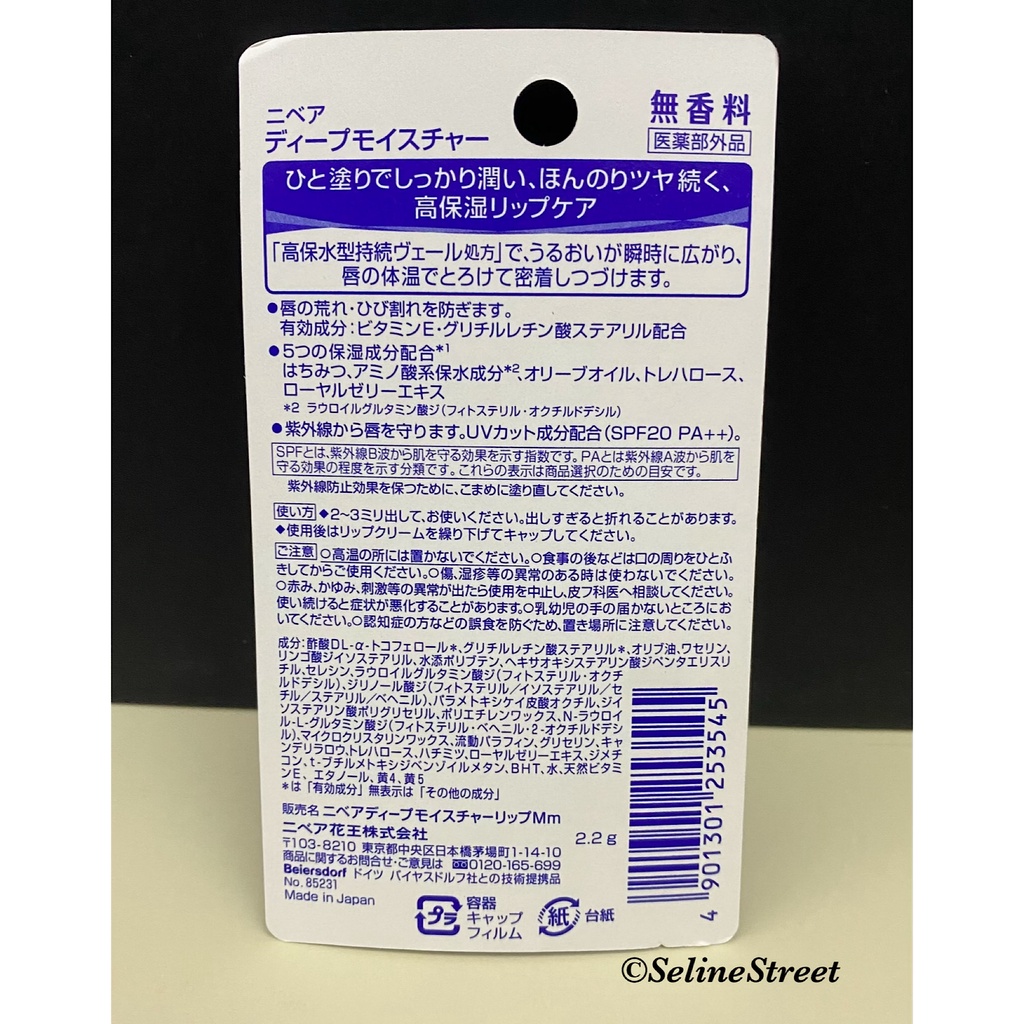 ニベア
ディープモイスチャー
無香料
医薬部外品
ひと塗りでしっかり潤い、ほんのりツヤ続く、
高保湿リップケア
「高保水型持続ヴェール処方」で、うるおいが瞬時に広がり、
唇の体温でとろけて密着しつづけます。
●唇の荒れ・ひび割れを防ぎます。
有効成分：ビタミンE・グリチルレチン酸ステアリル配合
●5つの保湿成分配合*1
はちみつ、アミノ酸系保水成分*2、オリーブオイル、トレハロース、
ローヤルゼリーエキス
*2 ラウロイルグルタミン酸ジ(フィトステリル・オクチルドデシル)
●紫外線から唇を守ります。UVカット成分配合(SPF20 PA++)。
SPFとは、紫外線B波から肌を守る効果を示す指数です。PAとは紫外線A波から肌を
守る効果の程度を示す分類です。これらの表示は商品選択のための目安です。
紫外線防止効果を保つために、こまめに塗り直してください。
使い方 ◆2~3ミリ出して、お使いください。出しすぎると折れることがあります。
◆使用後はリップクリームを繰り下げてキャップしてください。
ご注意 ○高温の所には置かないでください。○食事の後などは口の周りをひとふ
きしてからご使用ください。○傷、湿疹等の異常のある時は使わないでください。
○赤み、かゆみ、刺激等の異常が出たら使用を中止し、皮フ科医へ相談してください。
使い続けると症状が悪化することがあります。○乳幼児の手の届かないところにお
いてください。○認知症の方などの誤食を防ぐため、置き場所に注意してください。
成分：酢酸DL-α-トコフェロール*、グリチルレチン酸ステアリル*、オリブ油、ワセリン、
リンゴ酸ジイソステアリル、水添ポリブテン、ヘキサオキシステアリン酸ジペンタエリスリ
チル、セレシン、ラウロイルグルタミン酸ジ(フィトステリル・オクチ
ルドデシル)、ジリノール酸ジ(フィトステリル/イソステアリル/セ
チル/ステアリル/ベヘニル)、パラメトキシケイ皮酸オクチル、ジイ
ソステアリン酸ポリグリセリル、ポリエチレンワックス、N-ラウロイ
ル-L-グルタミン酸ジ(フィトステリル・ベヘニル・2-オクチルドデシ
ル)、マイクロクリスタリンワックス、流動パラフィン、グリセリン、キャ
ンデリラロウ、トレハロース、ハチミツ、ローヤルゼリーエキス、ジメチ
コン、t-ブチルメトキシジベンゾイルメタン、BHT、水、天然ビタミ
ンE、エタノール、黄4、黄5
*は「有効成分」無表示は「その他の成分」
販売名 ニベアディープモイスチャーリップMm
ニベア花王株式会社
2.2g
〒103-8210 東京都中央区日本橋茅場町1-14-10
商品に関するお問合せ・ご意見は 0120-165-699
Beiersdorf ドイツ バイヤスドルフ社との技術提携品
No. 85231
Made in Japan
プラ
容器
キャップ
フィルム
紙
台紙
4 901301 253545
©SelineStreet